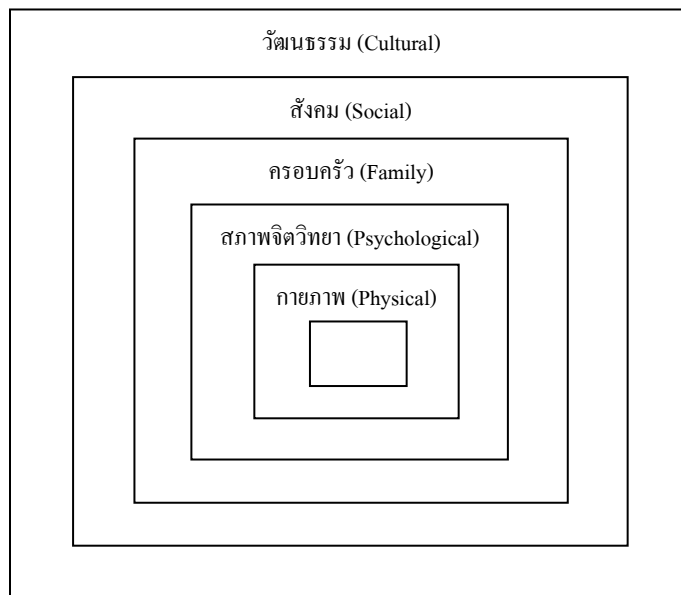 วัฒนธรรม (Cultural)
สังคม (Social)
ครอบครัว (Family)
สภาพจิตวิทยา (Psychological)
กายภาพ (Physical)